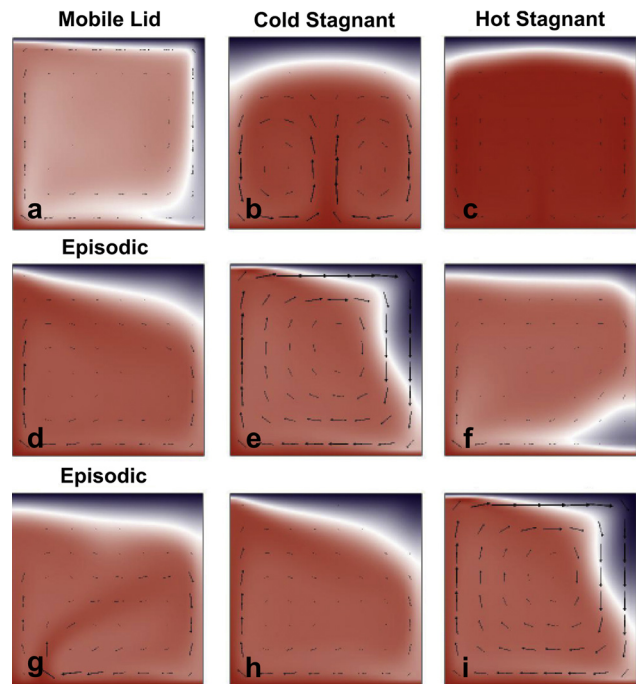 Mobile Lid Cold Stagnant Hot Stagnant
a b c
Episodic
d e f
Episodic
g h i